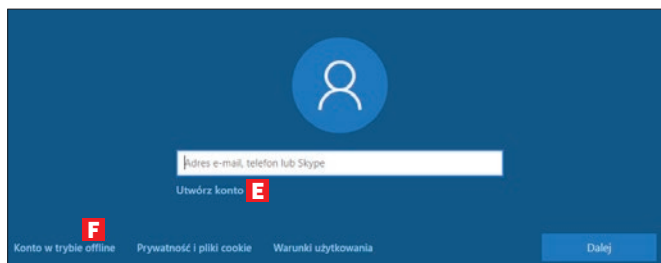 Adres e-mail, telefon lub Skype
Utwórz konto E
F
Konto w trybie offline Prywatność i pliki cookie Warunki użytkowania Dalej